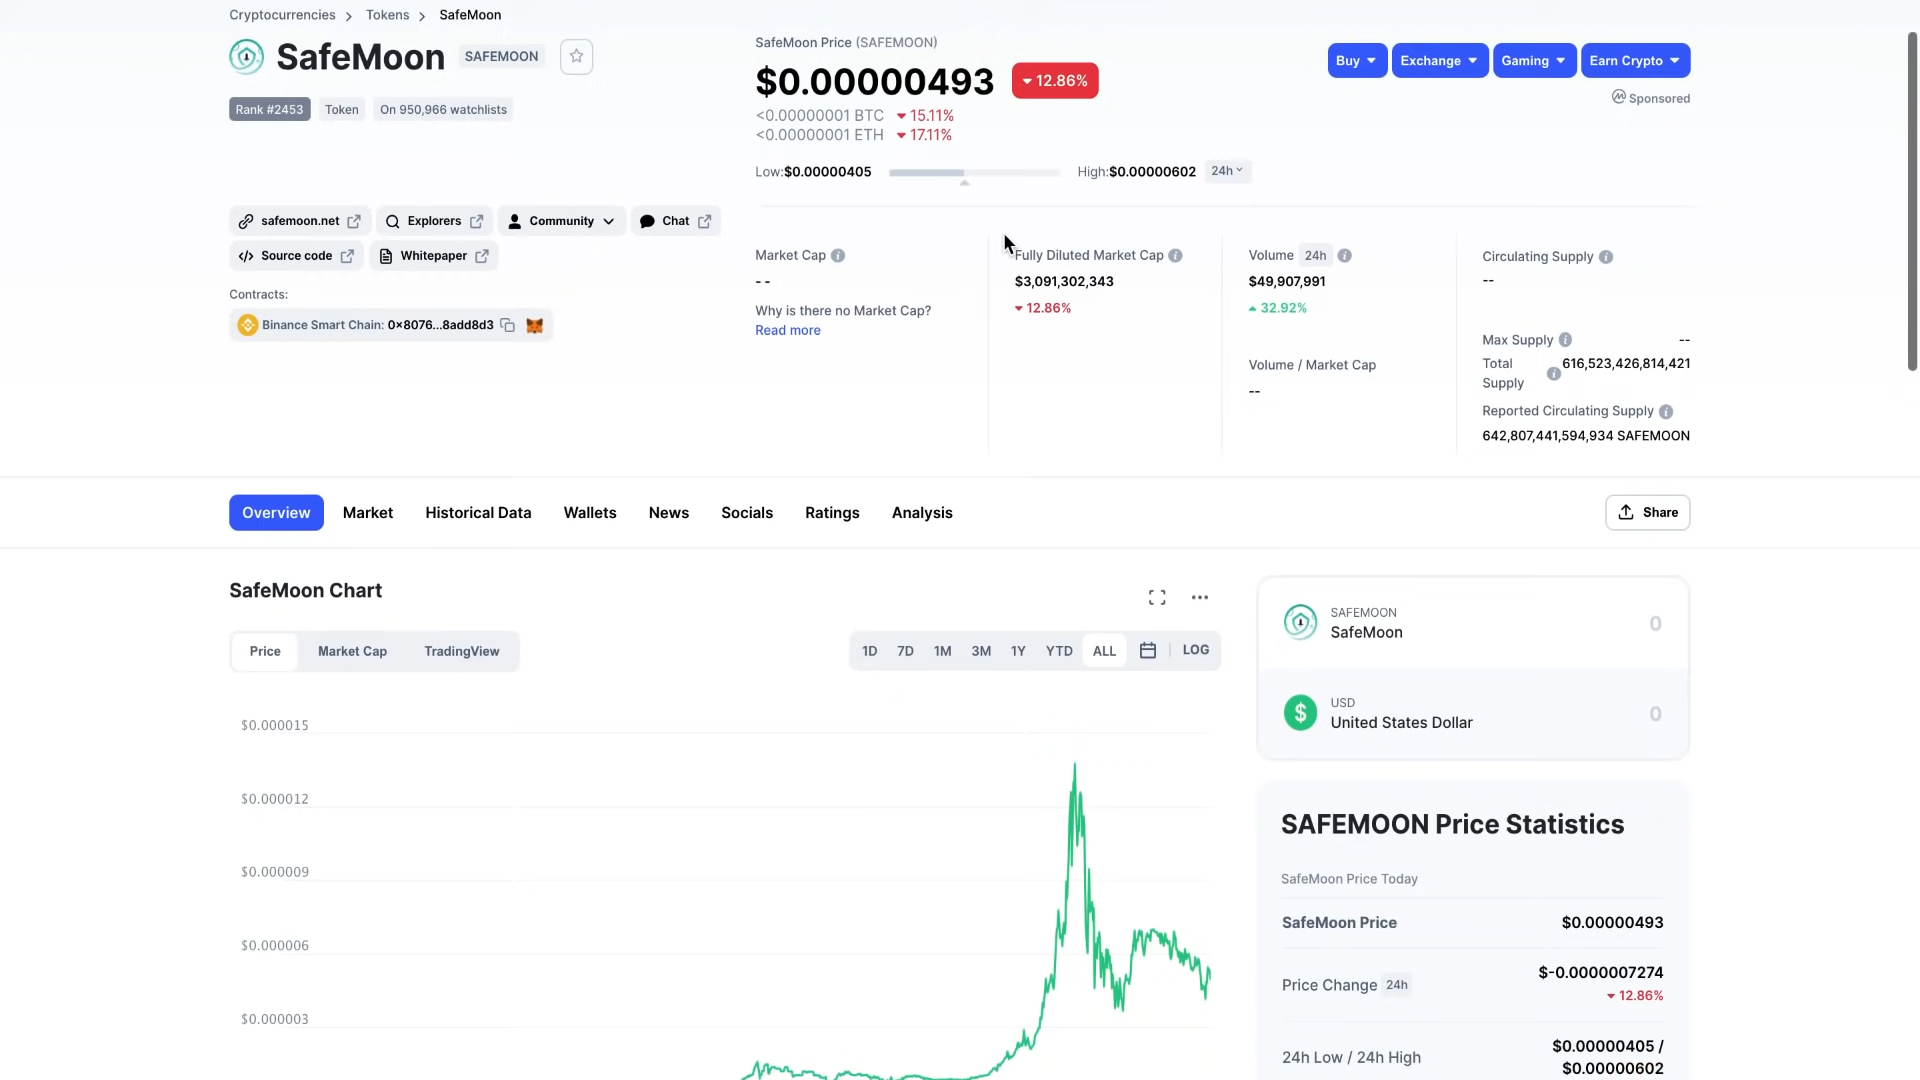 Cryptocurrencies > Tokens > SafeMoon
SafeMoon SAFEMOON
Rank #2453 Token On 950,966 watchlists
safemoon.net Explorers Community Chat
Source code Whitepaper
Contracts:
Binance Smart Chain: 0x8076...8add8d3
SafeMoon Price (SAFEMOON)
$0.00000493 12.86%
<0.00000001 BTC 15.11%
<0.00000001 ETH 17.11%
Low:$0.00000405 High:$0.00000602 24h
Buy Exchange Gaming Earn Crypto
Sponsored
Market Cap
- -
Why is there no Market Cap?
Read more
Fully Diluted Market Cap
$3,091,302,343
12.86%
Volume 24h
$49,907,991
32.92%
Volume / Market Cap
--
Circulating Supply
--
Max Supply --
Total Supply 616,523,426,814,421
Reported Circulating Supply
642,807,441,594,934 SAFEMOON
Overview Market Historical Data Wallets News Socials Ratings Analysis Share
SafeMoon Chart
Price Market Cap TradingView
1D 7D 1M 3M 1Y YTD ALL LOG
$0.000015
$0.000012
$0.000009
$0.000006
$0.000003
SAFEMOON
SafeMoon 0
USD
United States Dollar 0
SAFEMOON Price Statistics
SafeMoon Price Today
SafeMoon Price $0.00000493
Price Change 24h $-0.0000007274
12.86%
24h Low / 24h High $0.00000405 /
$0.00000602